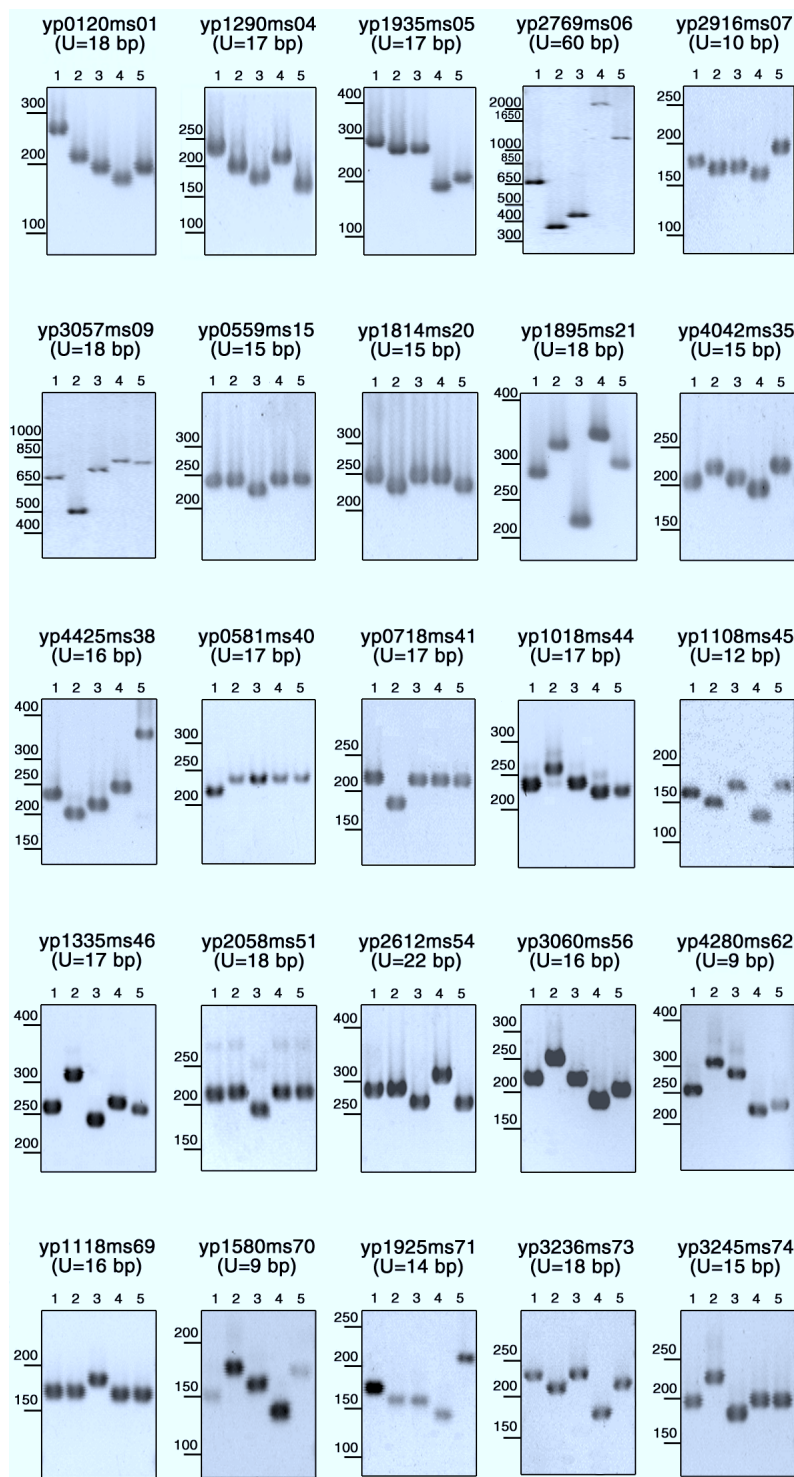 yp0120ms01 yp1290ms04 yp1935ms05 yp2769ms06 yp2916ms07
(U=18 bp) (U=17 bp) (U=17 bp) (U=60 bp) (U=10 bp)
1 2 3 4 5 1 2 3 4 5 1 2 3 4 5 1 2 3 4 5 1 2 3 4 5
300 200 100
250 200 150 100
400 300 200 100
2000 1650 1000 850 650 500 400 300
250 200 150 100
yp3057ms09 yp0559ms15 yp1814ms20 yp1895ms21 yp4042ms35
(U=18 bp) (U=15 bp) (U=15 bp) (U=18 bp) (U=15 bp)
1 2 3 4 5 1 2 3 4 5 1 2 3 4 5 1 2 3 4 5 1 2 3 4 5
1000 850 650 500 400
300 250 200
300 250 200
400 300 250 200
250 200 150
yp4425ms38 yp0581ms40 yp0718ms41 yp1018ms44 yp1108ms45
(U=16 bp) (U=17 bp) (U=17 bp) (U=17 bp) (U=12 bp)
1 2 3 4 5 1 2 3 4 5 1 2 3 4 5 1 2 3 4 5 1 2 3 4 5
400 300 250 200 150
300 250 200
250 200 150
300 250 200
200 150 100
yp1335ms46 yp2058ms51 yp2612ms54 yp3060ms56 yp4280ms62
(U=17 bp) (U=18 bp) (U=22 bp) (U=16 bp) (U=9 bp)
1 2 3 4 5 1 2 3 4 5 1 2 3 4 5 1 2 3 4 5 1 2 3 4 5
400 300 250 200
250 200 150
400 300 250
300 250 200 150
400 300 250 200
yp1118ms69 yp1580ms70 yp1925ms71 yp3236ms73 yp3245ms74
(U=16 bp) (U=9 bp) (U=14 bp) (U=18 bp) (U=15 bp)
1 2 3 4 5 1 2 3 4 5 1 2 3 4 5 1 2 3 4 5 1 2 3 4 5
200 150
200 150 100
250 200 150 100
250 200 150
250 200 150